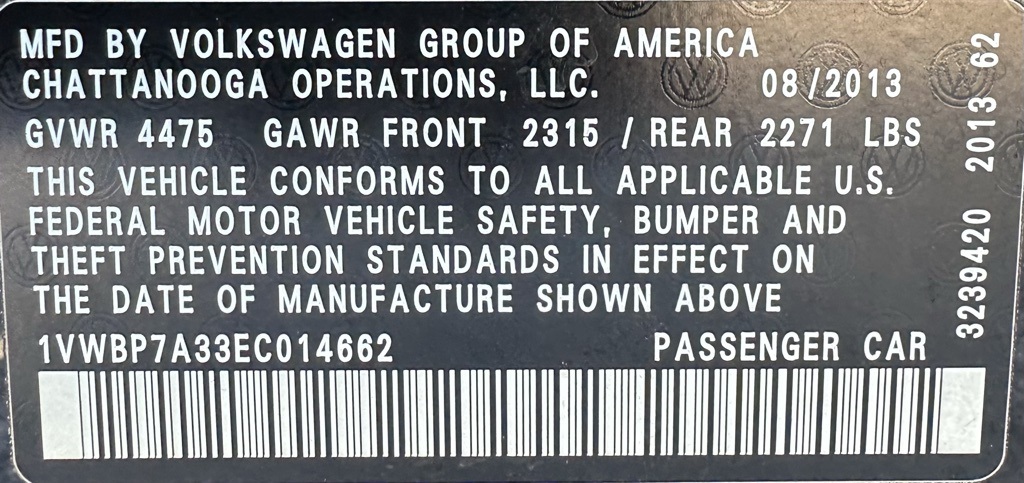 MFD BY VOLKSWAGEN GROUP OF AMERICA
CHATTANOOGA OPERATIONS, LLC. 08/2013
GVWR 4475 GAWR FRONT 2315 / REAR 2271 LBS
THIS VEHICLE CONFORMS TO ALL APPLICABLE U.S.
FEDERAL MOTOR VEHICLE SAFETY, BUMPER AND
THEFT PREVENTION STANDARDS IN EFFECT ON
THE DATE OF MANUFACTURE SHOWN ABOVE
1VWBP7A33EC014662 PASSENGER CAR
3239420 2013 62